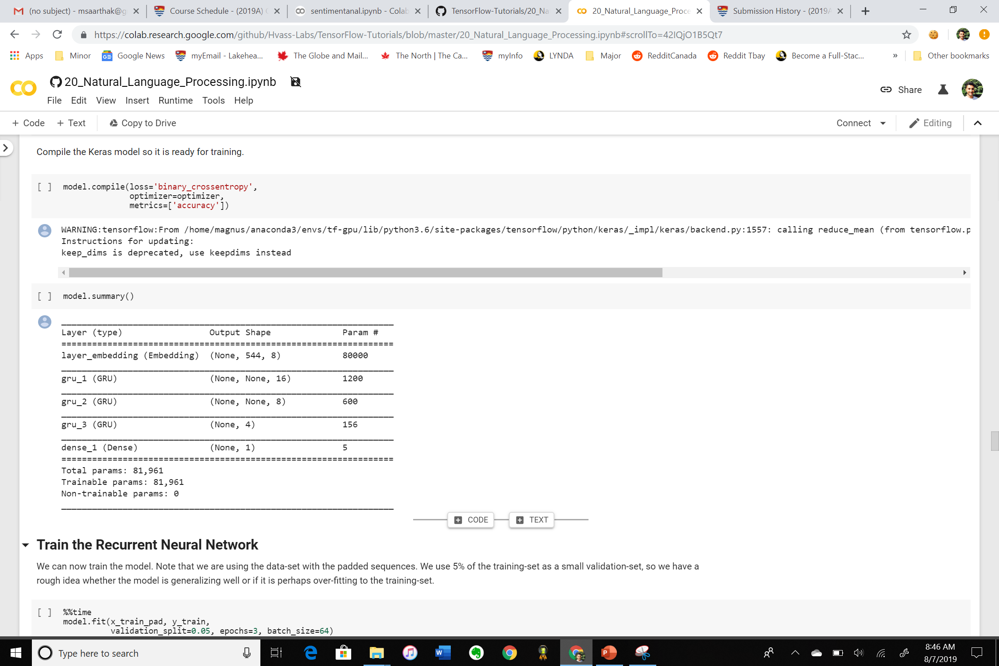 (no subject) - msaarthak@g
Course Schedule - (2019A)
sentimentanal.ipynb - Colab
TensorFlow-Tutorials/20_Na
20_Natural_Language_Proce
Submission History - (2019A
https://colab.research.google.com/github/Hvass-Labs/TensorFlow-Tutorials/blob/master/20_Natural_Language_Processing.ipynb#scrollTo=42IQjO1B5Qt7
Apps
Minor
Google News
myEmail - Lakehea...
The Globe and Mail...
The North | The Ca...
myInfo
LYNDA
Major
RedditCanada
Reddit Tbay
Become a Full-Stac...
»
Other bookmarks
20_Natural_Language_Processing.ipynb
File Edit View Insert Runtime Tools Help
Share
+ Code + Text Copy to Drive
Connect
Editing
Compile the Keras model so it is ready for training.
[ ] model.compile(loss='binary_crossentropy',
optimizer=optimizer,
metrics=['accuracy'])
WARNING:tensorflow:From /home/magnus/anaconda3/envs/tf-gpu/lib/python3.6/site-packages/tensorflow/python/keras/_impl/keras/backend.py:1557: calling reduce_mean (from tensorflow.p
Instructions for updating:
keep_dims is deprecated, use keepdims instead
[ ] model.summary()
_________________________________________________________________
Layer (type) Output Shape Param #
=================================================================
layer_embedding (Embedding) (None, 544, 8) 80000
_________________________________________________________________
gru_1 (GRU) (None, None, 16) 1200
_________________________________________________________________
gru_2 (GRU) (None, None, 8) 600
_________________________________________________________________
gru_3 (GRU) (None, 4) 156
_________________________________________________________________
dense_1 (Dense) (None, 1) 5
=================================================================
Total params: 81,961
Trainable params: 81,961
Non-trainable params: 0
_________________________________________________________________
CODE
TEXT
Train the Recurrent Neural Network
We can now train the model. Note that we are using the data-set with the padded sequences. We use 5% of the training-set as a small validation-set, so we have a
rough idea whether the model is generalizing well or if it is perhaps over-fitting to the training-set.
[ ] %%time
model.fit(x_train_pad, y_train,
validation_split=0.05, epochs=3, batch_size=64)
Type here to search
8:46 AM
8/7/2019